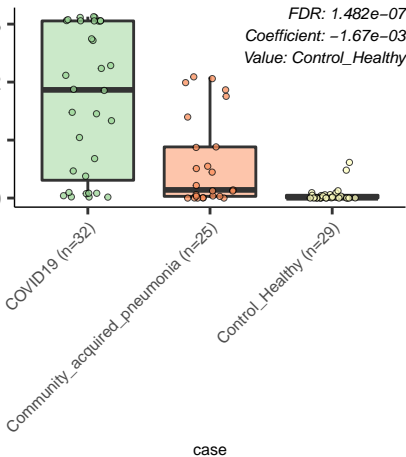 FDR: 1.482e−07
Coefficient: −1.67e−03
Value: Control_Healthy
COVID19 (n=32)
Community_acquired_pneumonia (n=25)
Control_Healthy (n=29)
case